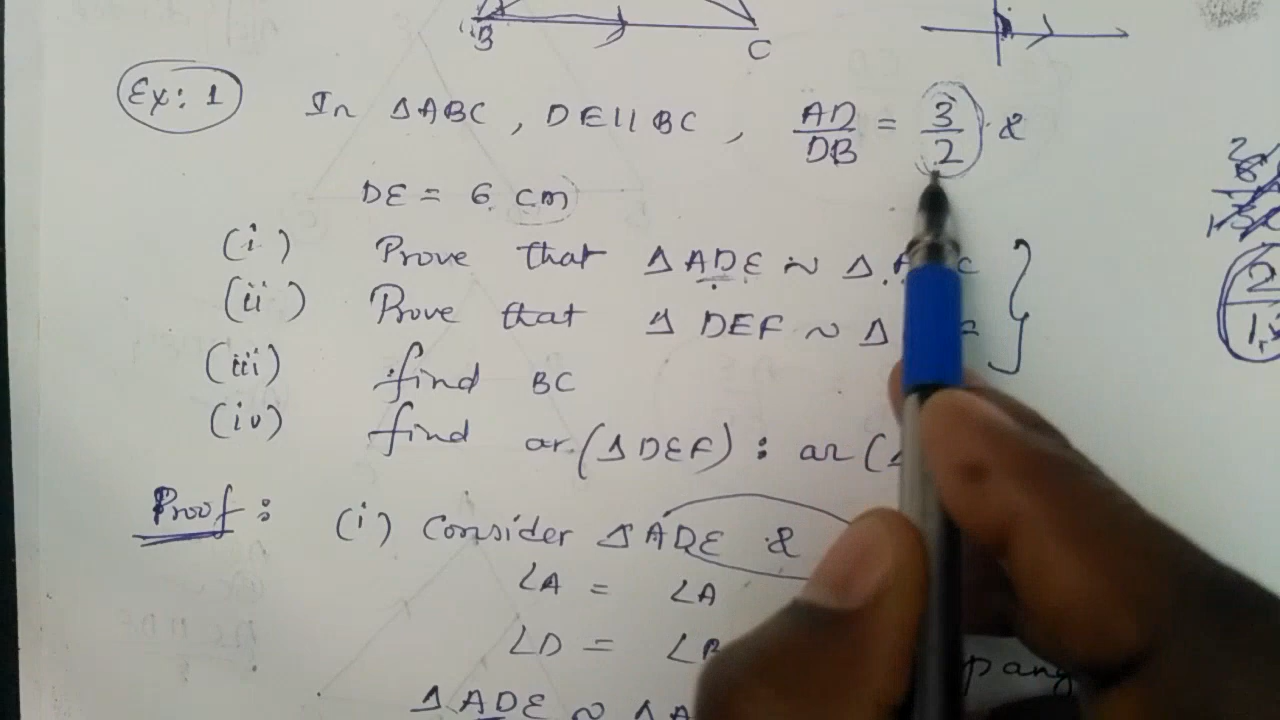 B C
Ex: 1 In ΔABC, DE||BC, AD/DB = 3/2 . &
DE = 6 cm
(i) Prove that ΔADE ~ Δ
(ii) Prove that Δ DEF ~ Δ
(iii) find BC
(iv) find ar.(ΔDEF) : ar(
Proof: (i) Consider ΔADE &
∠A = ∠A
∠D = ∠B
ΔADE ~ ΔA